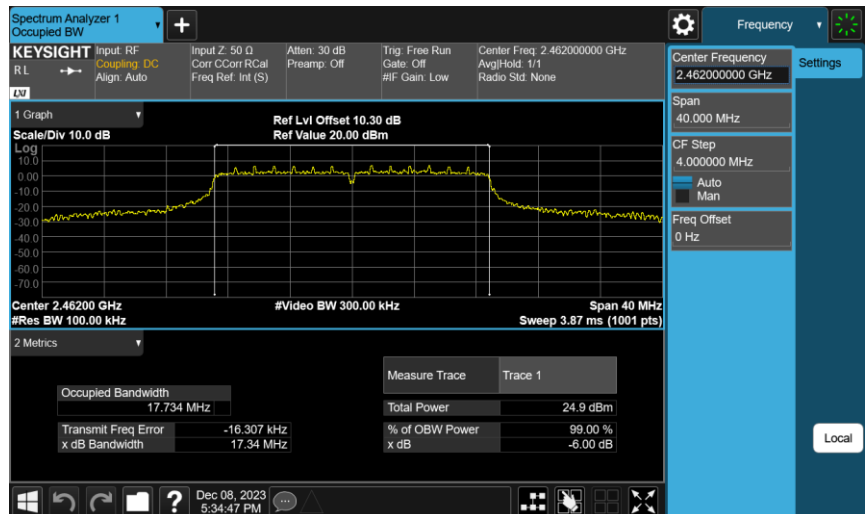 Spectrum Analyzer 1
Occupied BW
+
Frequency
KEYSIGHT
R L
LXI
Input: RF
Coupling: DC
Align: Auto
Input Z: 50 Ω
Corr CCorr RCal
Freq Ref: Int (S)
Atten: 30 dB
Preamp: Off
Trig: Free Run
Gate: Off
#IF Gain: Low
Center Freq: 2.462000000 GHz
Avg|Hold: 1/1
Radio Std: None
Center Frequency
2.462000000 GHz
Settings
Span
40.000 MHz
CF Step
4.000000 MHz
Auto
Man
Freq Offset
0 Hz
1 Graph
Scale/Div 10.0 dB
Ref Lvl Offset 10.30 dB
Ref Value 20.00 dBm
Log
10.0
0.00
-10.0
-20.0
-30.0
-40.0
-50.0
-60.0
-70.0
Center 2.46200 GHz
#Video BW 300.00 kHz
Span 40 MHz
#Res BW 100.00 kHz
Sweep 3.87 ms (1001 pts)
2 Metrics
Measure Trace Trace 1
Occupied Bandwidth
17.734 MHz
Total Power 24.9 dBm
Transmit Freq Error -16.307 kHz
% of OBW Power 99.00 %
x dB Bandwidth 17.34 MHz
x dB -6.00 dB
Local
?
Dec 08, 2023
5:34:47 PM